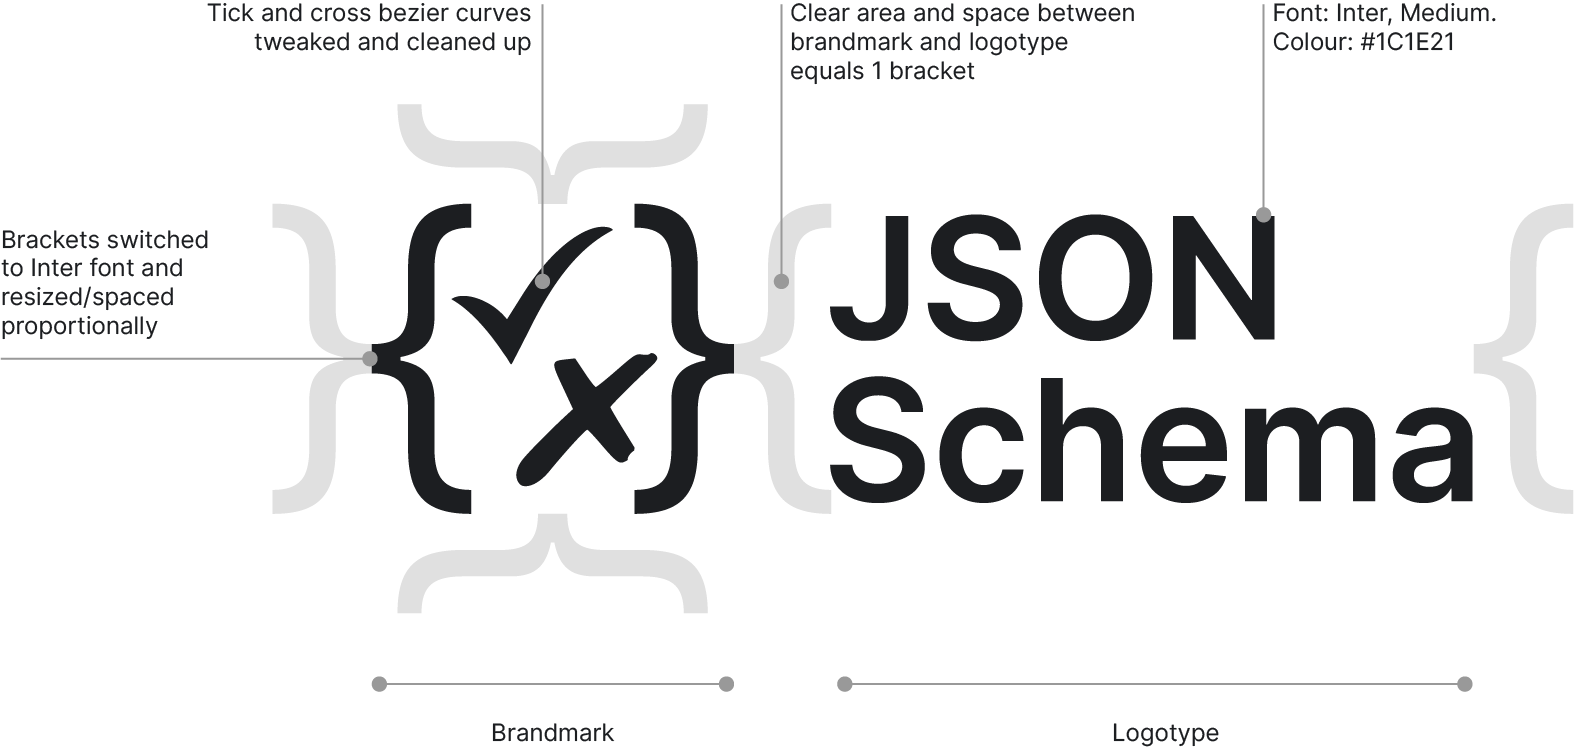 Tick and cross bezier curves
tweaked and cleaned up
Clear area and space between
brandmark and logotype
equals 1 bracket
Font: Inter, Medium.
Colour: #1C1E21
Brackets switched
to Inter font and
resized/spaced
proportionally
{ }
JSON
Schema
Brandmark
Logotype